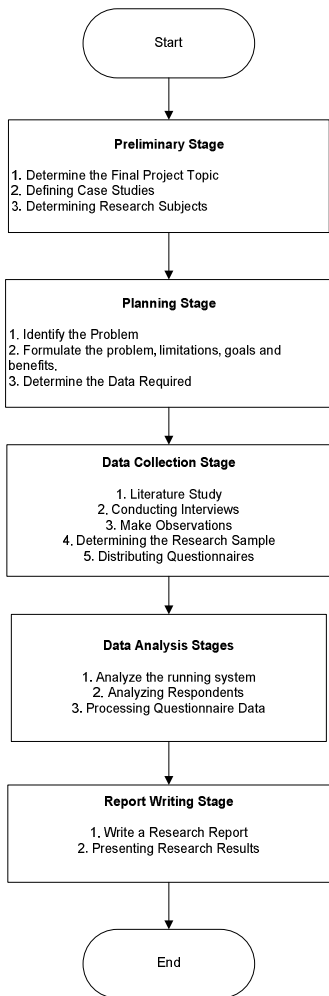 Start
Preliminary Stage
1. Determine the Final Project Topic
2. Defining Case Studies
3. Determining Research Subjects
Planning Stage
1. Identify the Problem
2. Formulate the problem, limitations, goals and
benefits.
3. Determine the Data Required
Data Collection Stage
1. Literature Study
2. Conducting Interviews
3. Make Observations
4. Determining the Research Sample
5. Distributing Questionnaires
Data Analysis Stages
1. Analyze the running system
2. Analyzing Respondents
3. Processing Questionnaire Data
Report Writing Stage
1. Write a Research Report
2. Presenting Research Results
End